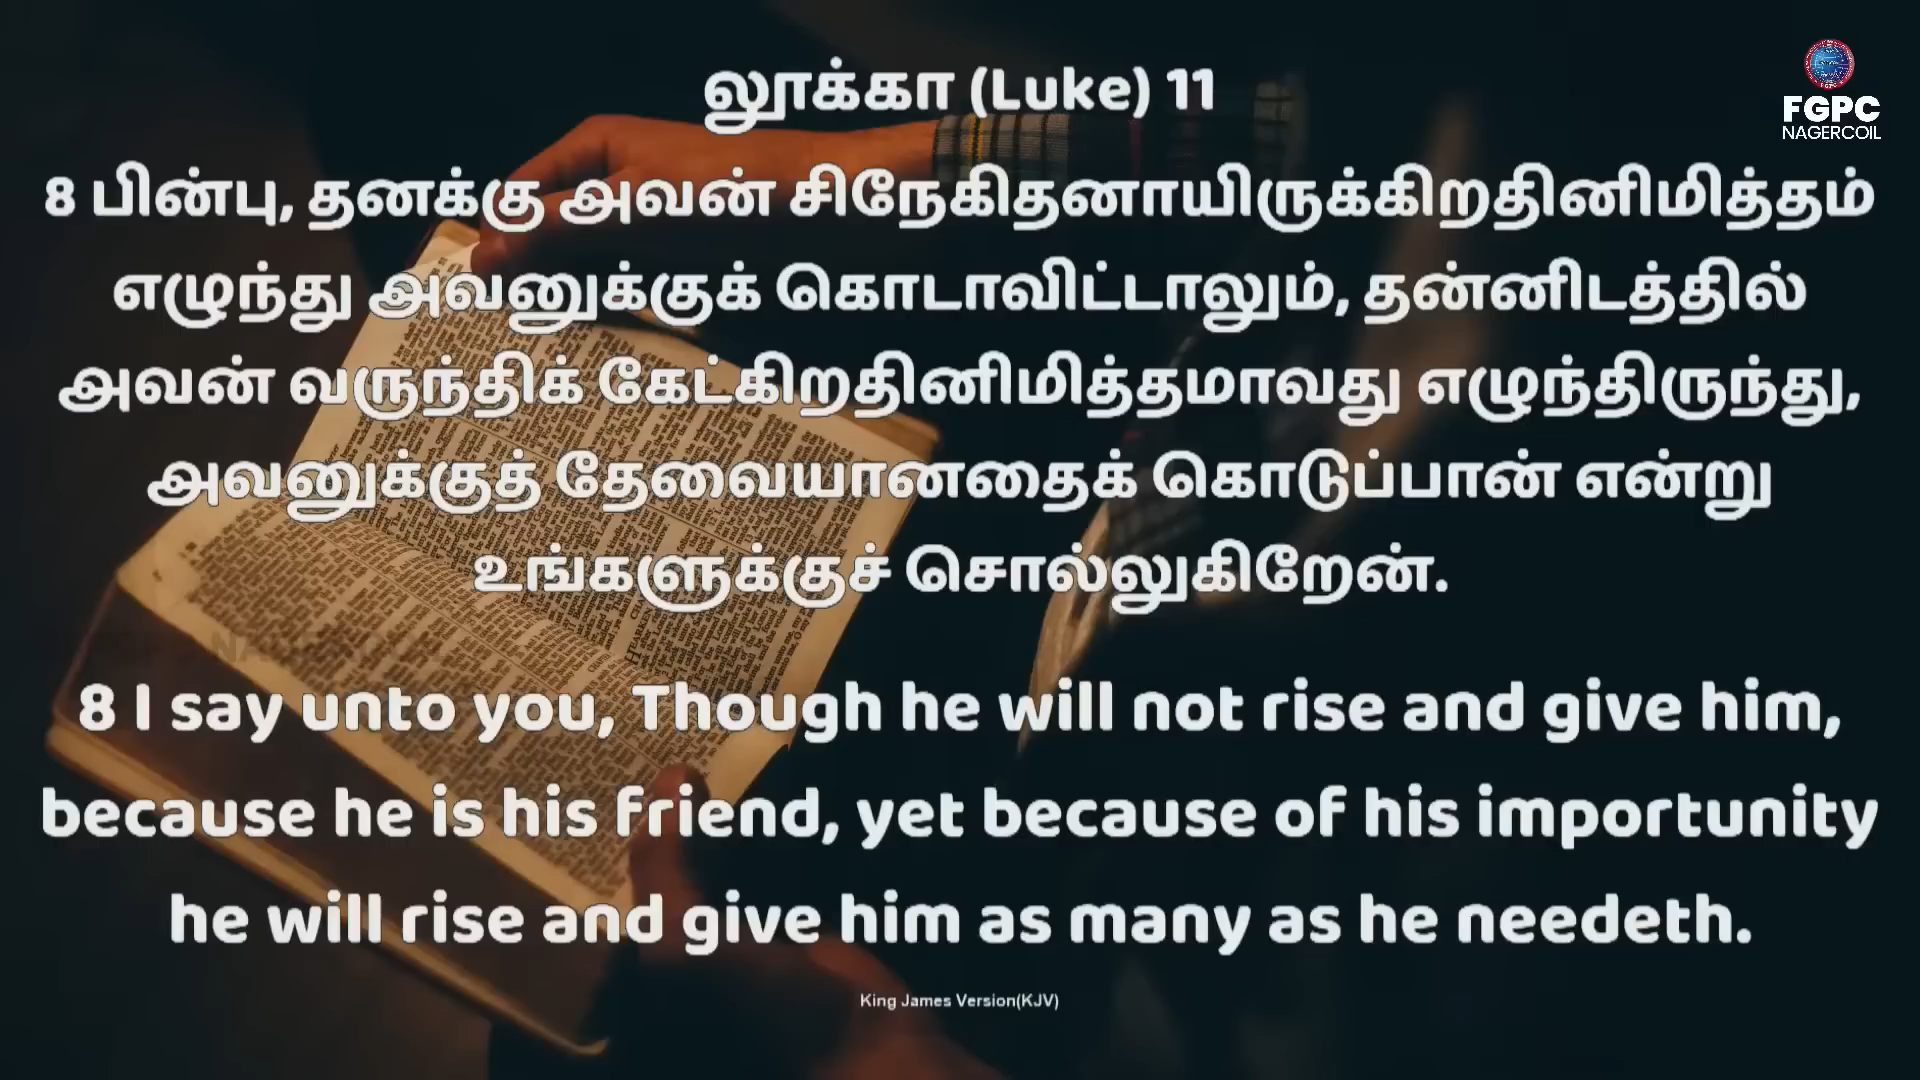 லூக்கா (Luke) 11
FGPC
NAGERCOIL
8 பின்பு, தனக்கு அவன் சிநேகிதனாயிருக்கிறதினிமித்தம்
எழுந்து அவனுக்குக் கொடாவிட்டாலும், தன்னிடத்தில்
அவன் வருந்திக் கேட்கிறதினிமித்தமாவது எழுந்திருந்து,
அவனுக்குத் தேவையானதைக் கொடுப்பான் என்று
உங்களுக்குச் சொல்லுகிறேன்.
8 I say unto you, Though he will not rise and give him,
because he is his friend, yet because of his importunity
he will rise and give him as many as he needeth.
King James Version(KJV)